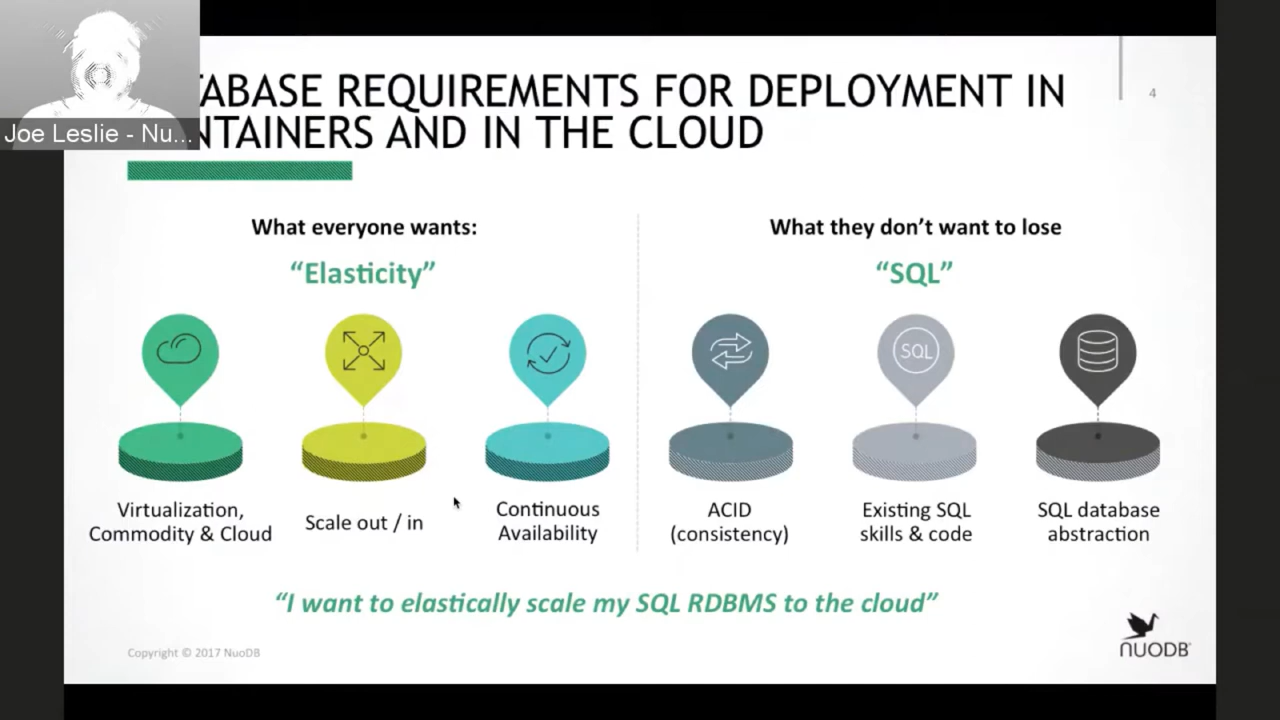 Joe Leslie - Nu...
ABASE REQUIREMENTS FOR DEPLOYMENT IN
NTAINERS AND IN THE CLOUD
4
What everyone wants:
“Elasticity”
Virtualization,
Commodity & Cloud
Scale out / in
Continuous
Availability
What they don’t want to lose
“SQL”
SQL
ACID
(consistency)
Existing SQL
skills & code
SQL database
abstraction
“I want to elastically scale my SQL RDBMS to the cloud”
Copyright © 2017 NuoDB
NUODB